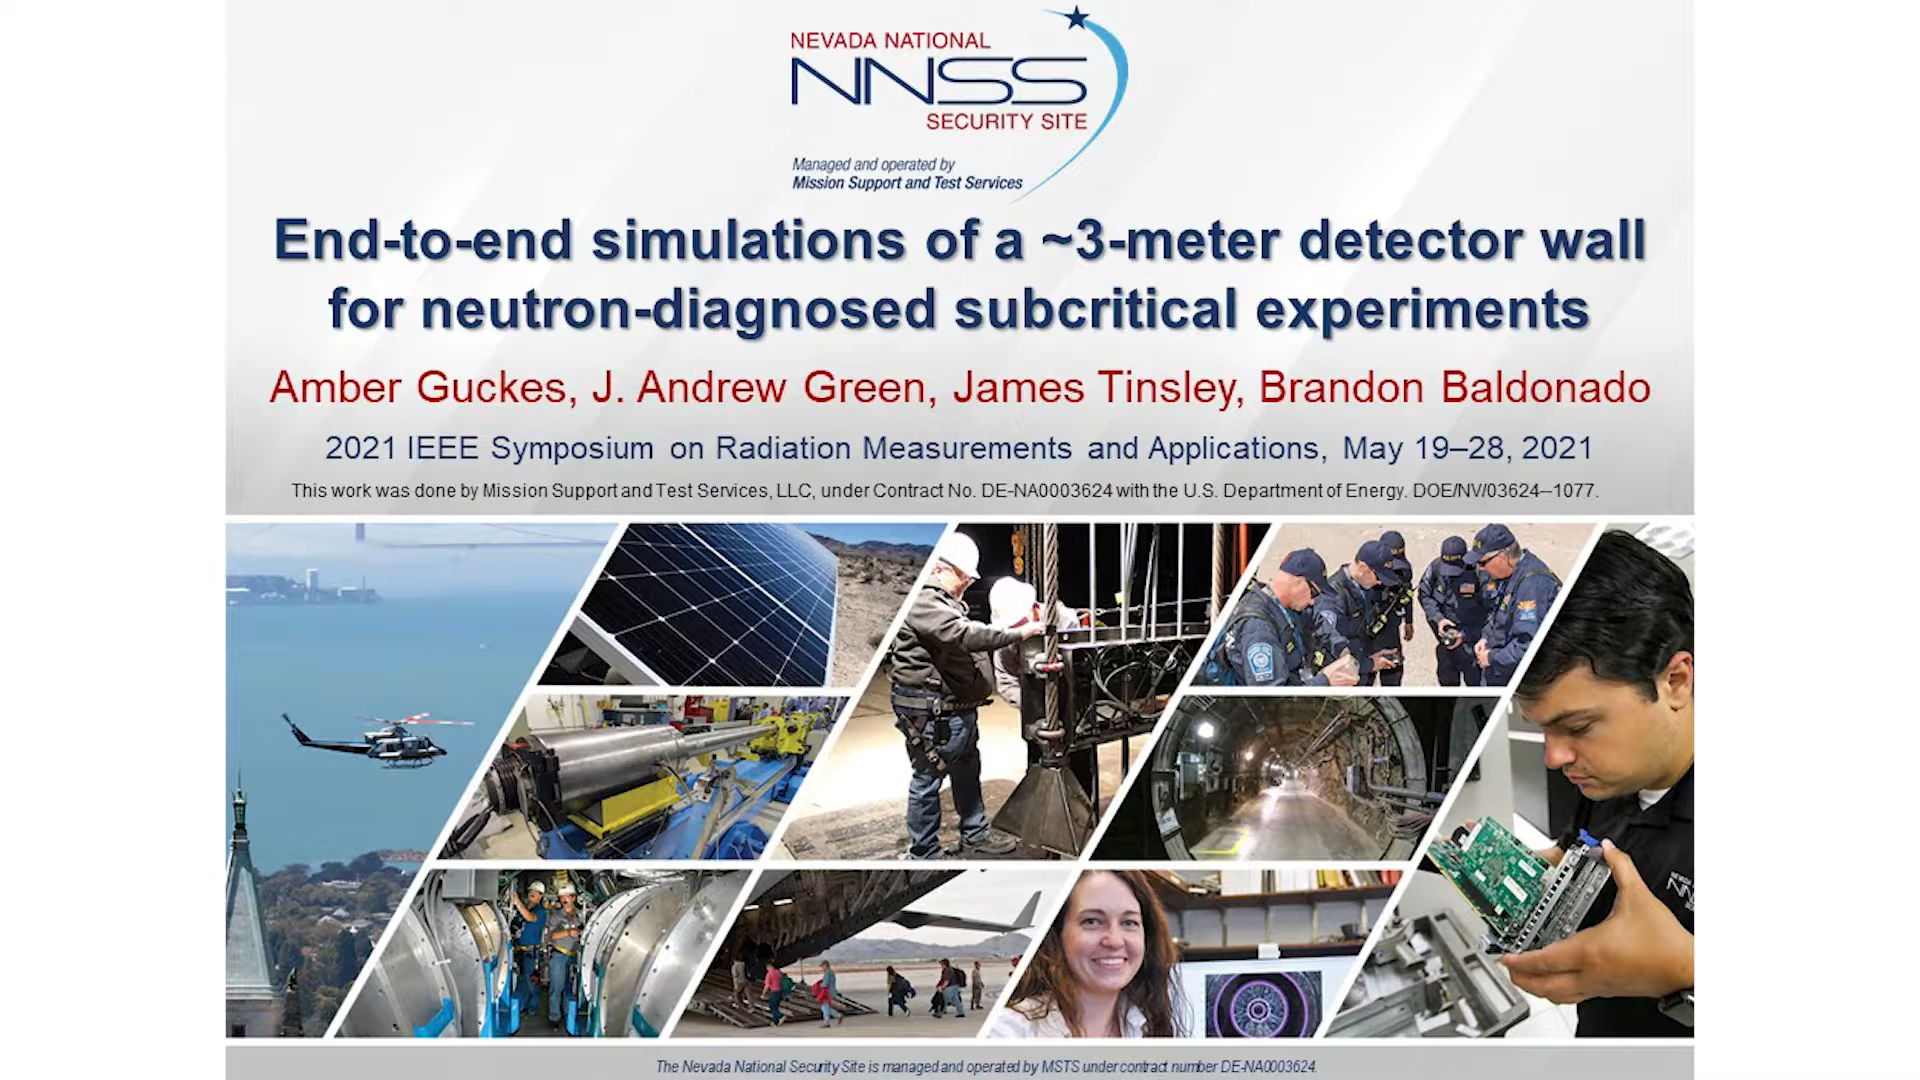 NEVADA NATIONAL
NNSS
SECURITY SITE
Managed and operated by
Mission Support and Test Services
End-to-end simulations of a ~3-meter detector wall
for neutron-diagnosed subcritical experiments
Amber Guckes, J. Andrew Green, James Tinsley, Brandon Baldonado
2021 IEEE Symposium on Radiation Measurements and Applications, May 19–28, 2021
This work was done by Mission Support and Test Services, LLC, under Contract No. DE-NA0003624 with the U.S. Department of Energy. DOE/NV/03624--1077.
The Nevada National Security Site is managed and operated by MSTS under contract number DE-NA0003624.